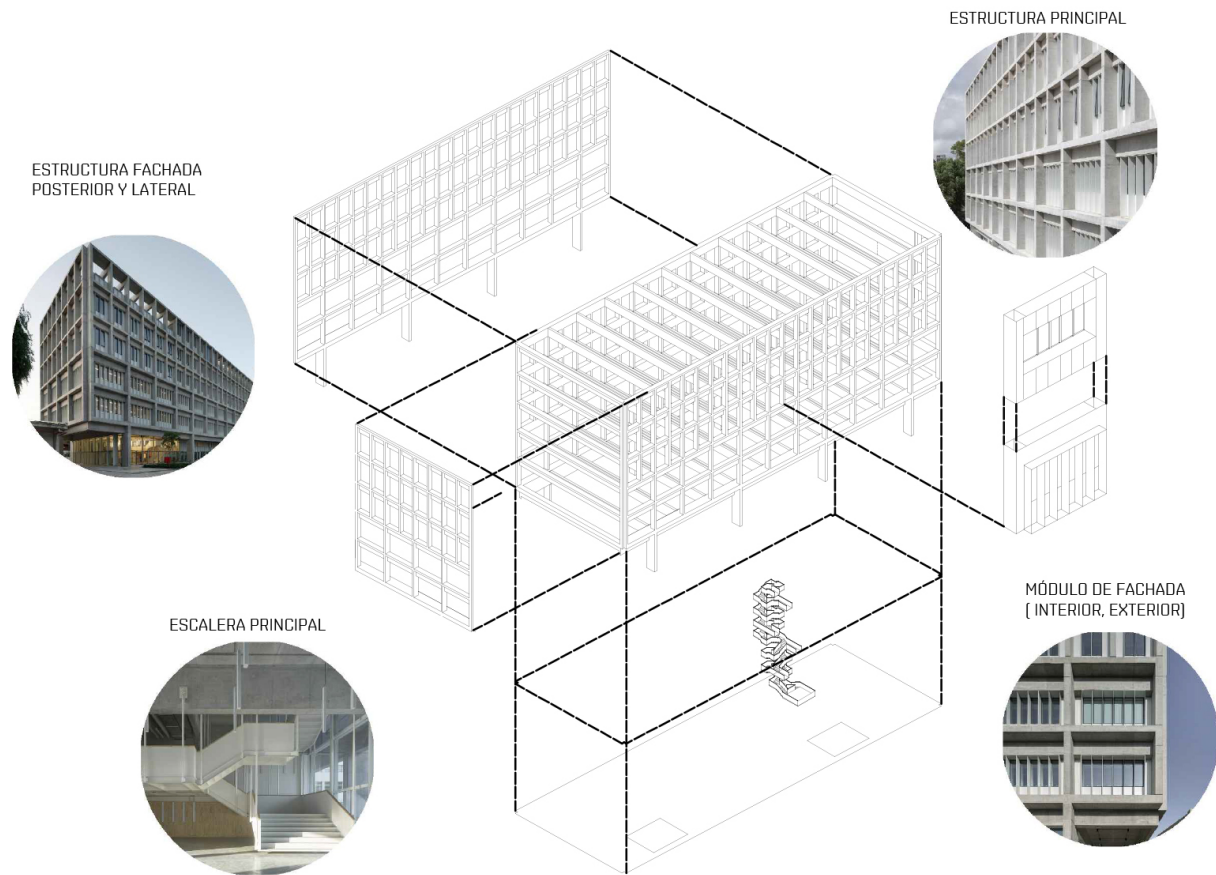 ESTRUCTURA PRINCIPAL
ESTRUCTURA FACHADA
POSTERIOR Y LATERAL
ESCALERA PRINCIPAL
MÓDULO DE FACHADA
( INTERIOR, EXTERIOR)